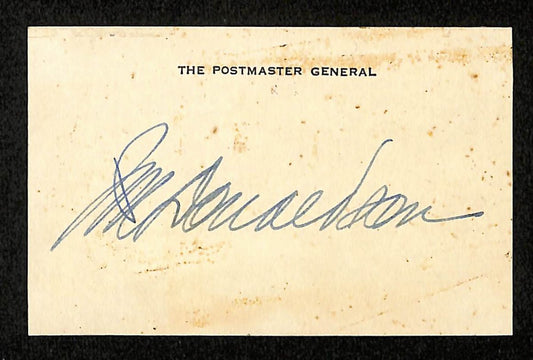 THE POSTMASTER GENERAL
JM Donaldson